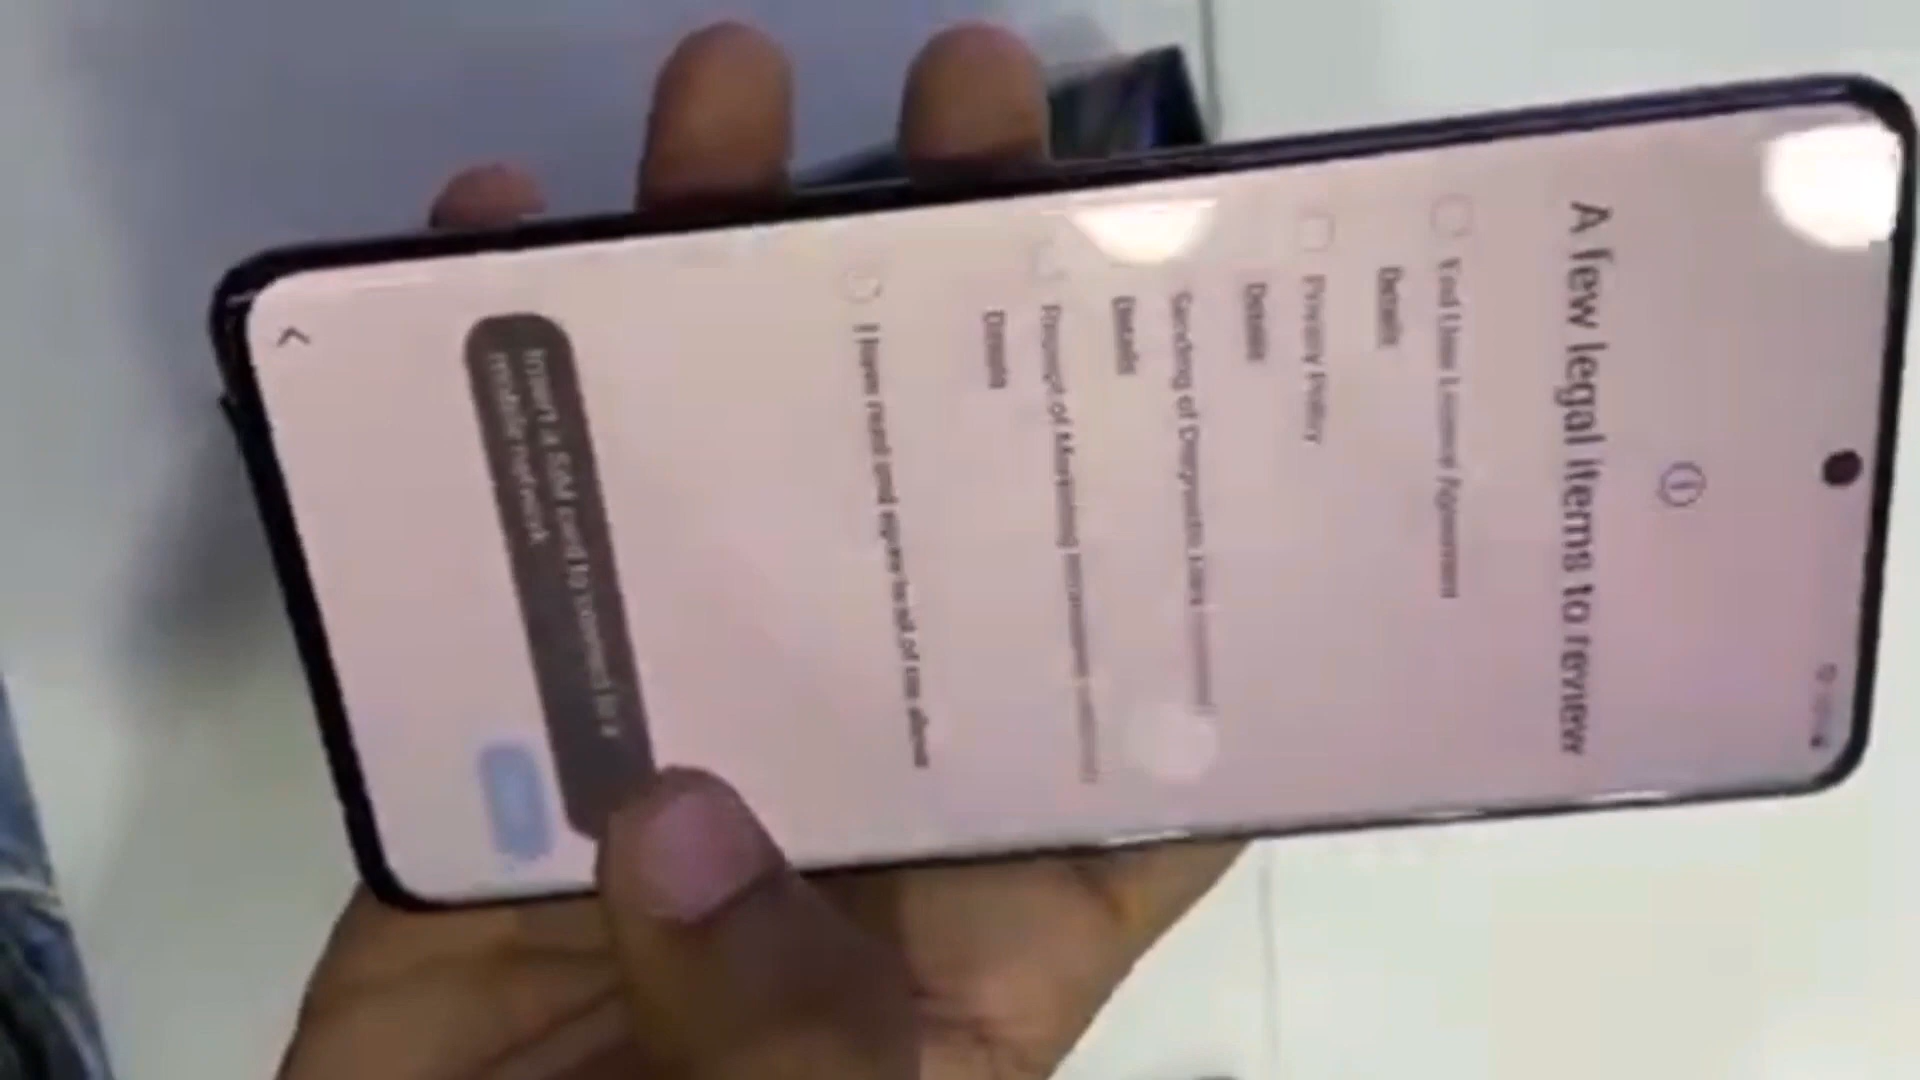 A few legal items to review
End User License Agreement
Details
Privacy Policy
Details
Sending of Diagnostic Data
Details
Receipt of Marketing Information
Details
I have read and agree to all of the above
Insert a SIM card to connect to a
mobile network.